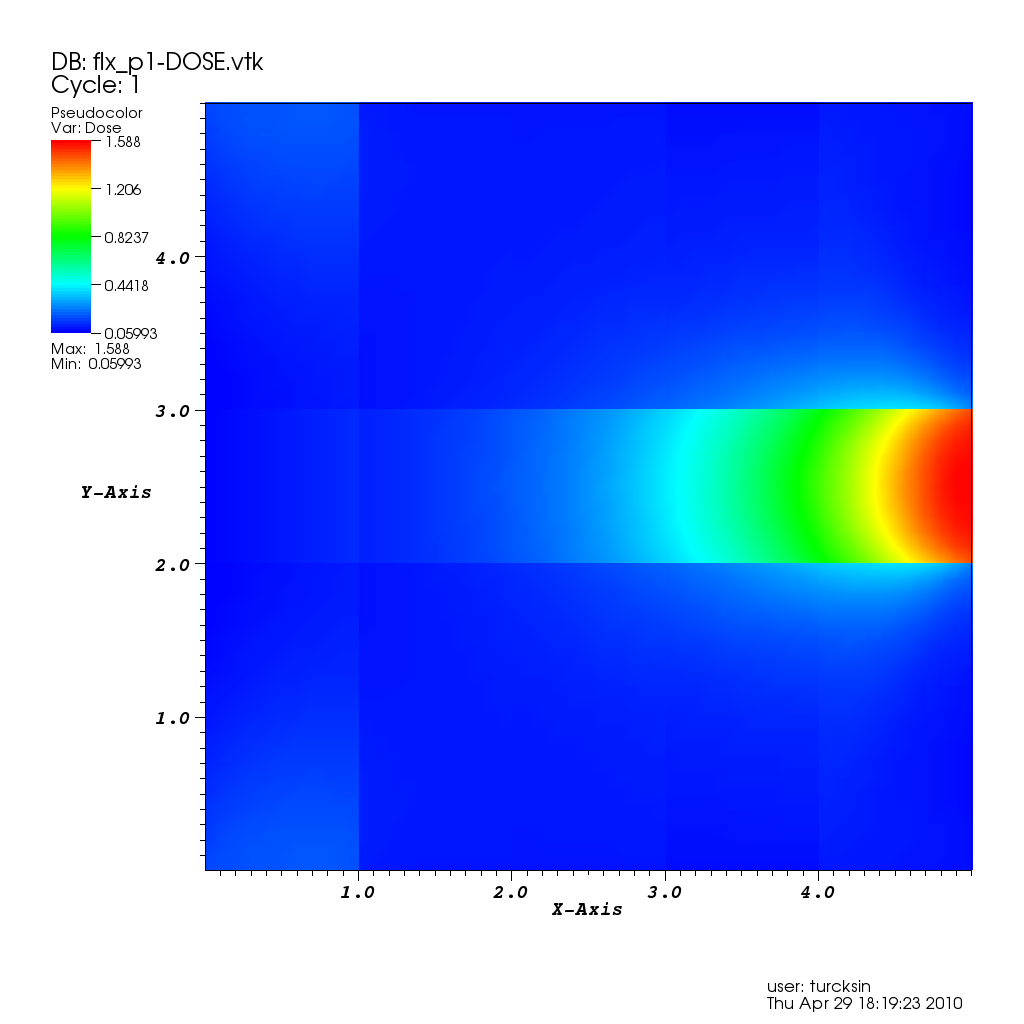 DB: flx_p1-DOSE.vtk
Cycle: 1
Pseudocolor
Var: Dose
1.588
1.206
0.8237
0.4418
0.05993
Max: 1.588
Min: 0.05993
4.0
3.0
Y-Axis
2.0
1.0
1.0 2.0 3.0 4.0
X-Axis
user: turcksin
Thu Apr 29 18:19:23 2010